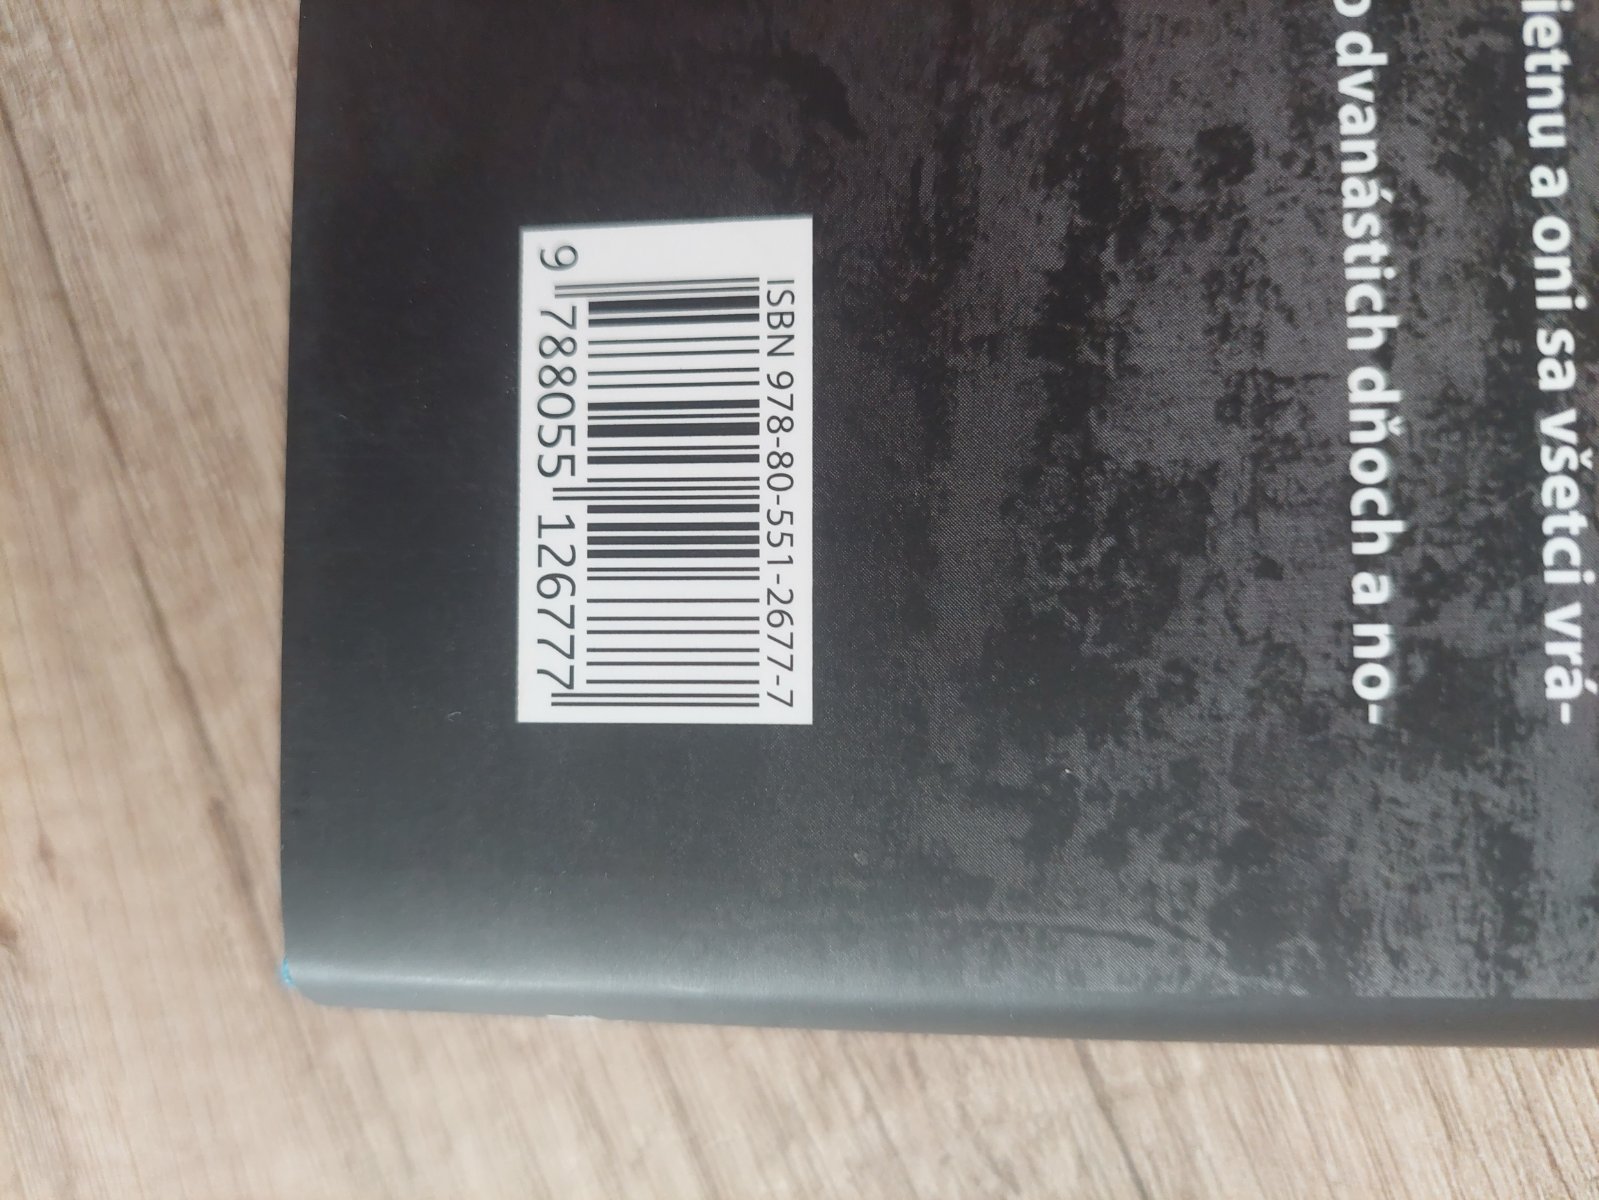 ietnu a oni sa všetci vrá-
o dvanástich dňoch a no-
ISBN 978-80-551-2677-7
9 788055 126777